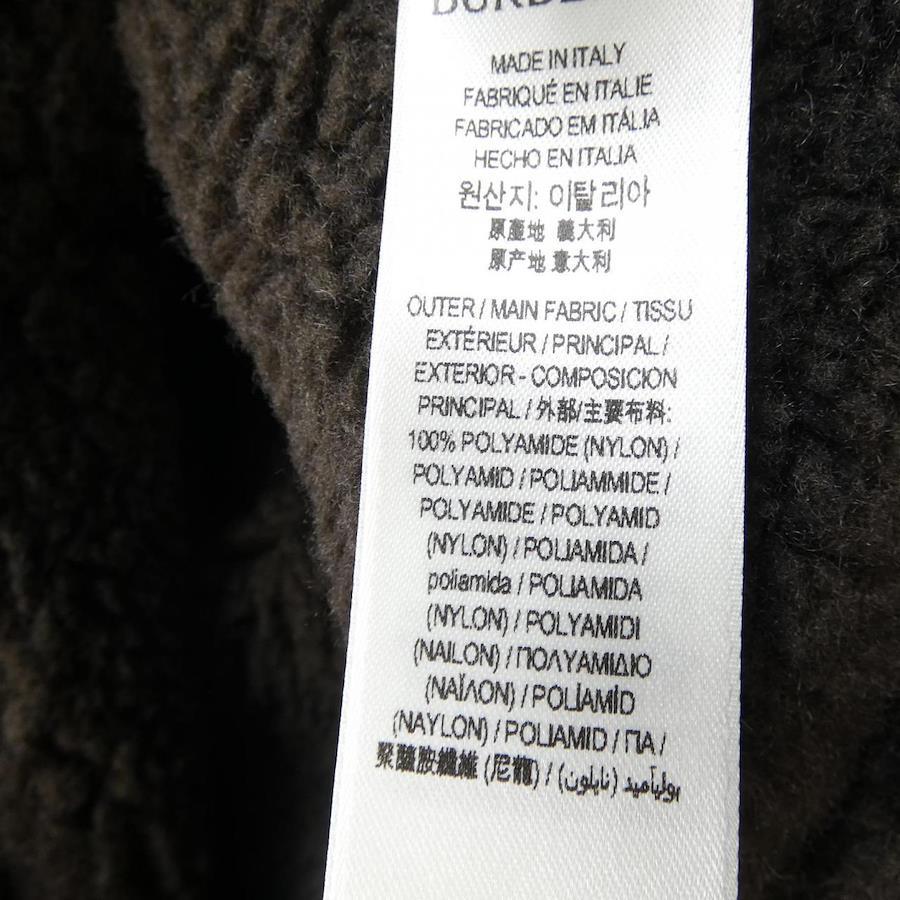 MADE IN ITALY
FABRIQUÉ EN ITALIE
FABRICADO EM ITÁLIA
HECHO EN ITALIA
원산지: 이탈리아
原產地 義大利
原产地 意大利
OUTER / MAIN FABRIC / TISSU
EXTÉRIEUR / PRINCIPAL /
EXTERIOR - COMPOSICION
PRINCIPAL / 外部/主要布料:
100% POLYAMIDE (NYLON) /
POLYAMID / POLIAMMIDE /
POLYAMIDE / POLYAMID
(NYLON) / POLIAMIDA /
poliamida / POLIAMIDA
(NYLON) / POLYAMIDI
(NAILON) / ΠΟΛΥΑΜΙΔΙΟ
(ΝΑΪΛΟΝ) / POLİAMİD
(NAYLON) / POLIAMID / ПА /
聚醯胺纖維 (尼龍) / بولیأمید (نایلون)